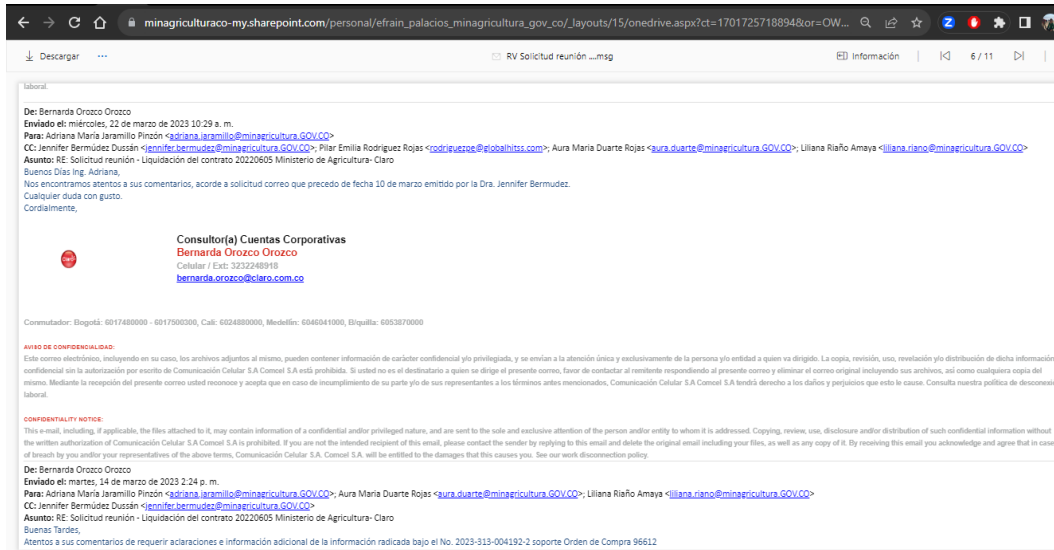 minagriculturaco-my.sharepoint.com/personal/efrain_palacios_minagricultura_gov_co/_layouts/15/onedrive.aspx?ct=1701725718894&or=OW...
Descargar ... RV Solicitud reunión ....msg Información 6 / 11
laboral.
De: Bernarda Orozco Orozco
Enviado el: miércoles, 22 de marzo de 2023 10:29 a. m.
Para: Adriana María Jaramillo Pinzón <adriana.jaramillo@minagricultura.GOV.CO>
CC: Jennifer Bermúdez Dussán <jennifer.bermudez@minagricultura.GOV.CO>; Pilar Emilia Rodriguez Rojas <rodriguezpe@globalhitss.com>; Aura Maria Duarte Rojas <aura.duarte@minagricultura.GOV.CO>; Liliana Riaño Amaya <liliana.riano@minagricultura.GOV.CO>
Asunto: RE: Solicitud reunión - Liquidación del contrato 20220605 Ministerio de Agricultura- Claro
Buenos Días Ing. Adriana,
Nos encontramos atentos a sus comentarios, acorde a solicitud correo que precedo de fecha 10 de marzo emitido por la Dra. Jennifer Bermudez.
Cualquier duda con gusto.
Cordialmente,
Consultor(a) Cuentas Corporativas
Bernarda Orozco Orozco
Celular / Ext: 3232248918
bernarda.orozco@claro.com.co
Conmutador: Bogotá: 6017480000 - 6017500300, Cali: 6024880000, Medellín: 6046041000, B/quilla: 6053870000
AVISO DE CONFIDENCIALIDAD:
Este correo electrónico, incluyendo en su caso, los archivos adjuntos al mismo, pueden contener información de carácter confidencial y/o privilegiada, y se envían a la atención única y exclusivamente de la persona y/o entidad a quien va dirigido. La copia, revisión, uso, revelación y/o distribución de dicha información
confidencial sin la autorización por escrito de Comunicación Celular S.A Comcel S.A está prohibida. Si usted no es el destinatario a quien se dirige el presente correo, favor de contactar al remitente respondiendo al presente correo y eliminar el correo original incluyendo sus archivos, así como cualquiera copia del
mismo. Mediante la recepción del presente correo usted reconoce y acepta que en caso de incumplimiento de su parte y/o de sus representantes a los términos antes mencionados, Comunicación Celular S.A Comcel S.A tendrá derecho a los daños y perjuicios que esto le cause. Consulta nuestra política de desconexió
laboral.
CONFIDENTIALITY NOTICE:
This e-mail, including, if applicable, the files attached to it, may contain information of a confidential and/or privileged nature, and are sent to the sole and exclusive attention of the person and/or entity to whom it is addressed. Copying, review, use, disclosure and/or distribution of such confidential information without
the written authorization of Comunicación Celular S.A Comcel S.A is prohibited. If you are not the intended recipient of this email, please contact the sender by replying to this email and delete the original email including your files, as well as any copy of it. By receiving this email you acknowledge and agree that in case
of breach by you and/or your representatives of the above terms, Comunicación Celular S.A. Comcel S.A. will be entitled to the damages that this causes you. See our work disconnection policy.
De: Bernarda Orozco Orozco
Enviado el: martes, 14 de marzo de 2023 2:24 p. m.
Para: Adriana María Jaramillo Pinzón <adriana.jaramillo@minagricultura.GOV.CO>; Aura Maria Duarte Rojas <aura.duarte@minagricultura.GOV.CO>; Liliana Riaño Amaya <liliana.riano@minagricultura.GOV.CO>
CC: Jennifer Bermúdez Dussán <jennifer.bermudez@minagricultura.GOV.CO>
Asunto: RE: Solicitud reunión - Liquidación del contrato 20220605 Ministerio de Agricultura- Claro
Buenas Tardes,
Atentos a sus comentarios de requerir aclaraciones e información adicional de la información radicada bajo el No. 2023-313-004192-2 soporte Orden de Compra 96612